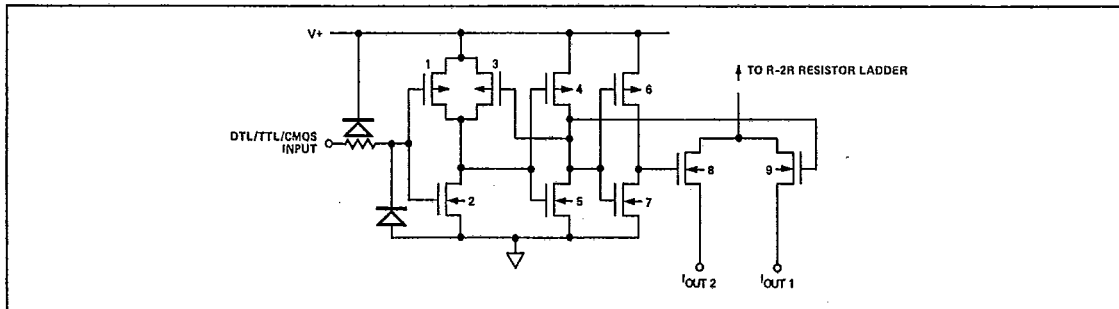 V+
1
3
4
6
TO R-2R RESISTOR LADDER
DTL/TTL/CMOS
INPUT
2
5
7
8
9
IOUT 2
IOUT 1